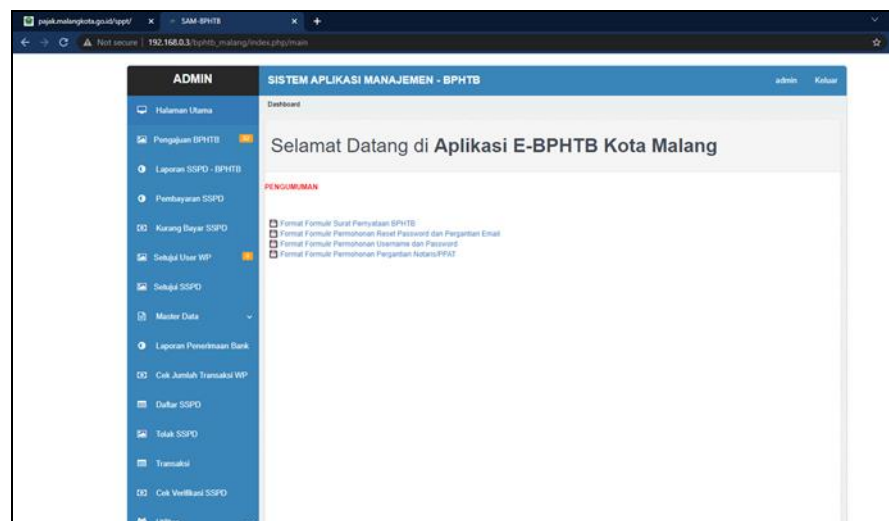 pajak.malangkota.go.id/sppt/
SAM-BPHTB
Not secure | 192.168.0.3/bphtb_malang/index.php/main
ADMIN
SISTEM APLIKASI MANAJEMEN - BPHTB
admin
Keluar
Halaman Utama
Dashboard
Pengajuan BPHTB
Selamat Datang di Aplikasi E-BPHTB Kota Malang
Laporan SSPD - BPHTB
PENGUMUMAN
Pembayaran SSPD
Format Formulir Surat Pernyataan BPHTB
Format Formulir Permohonan Reset Password dan Pergantian Email
Format Formulir Permohonan Username dan Password
Format Formulir Permohonan Pergantian Notaris/PPAT
Kurang Bayar SSPD
Setujui User WP
Setujui SSPD
Master Data
Laporan Penerimaan Bank
Cek Jumlah Transaksi WP
Daftar SSPD
Tolak SSPD
Transaksi
Cek Verifikasi SSPD